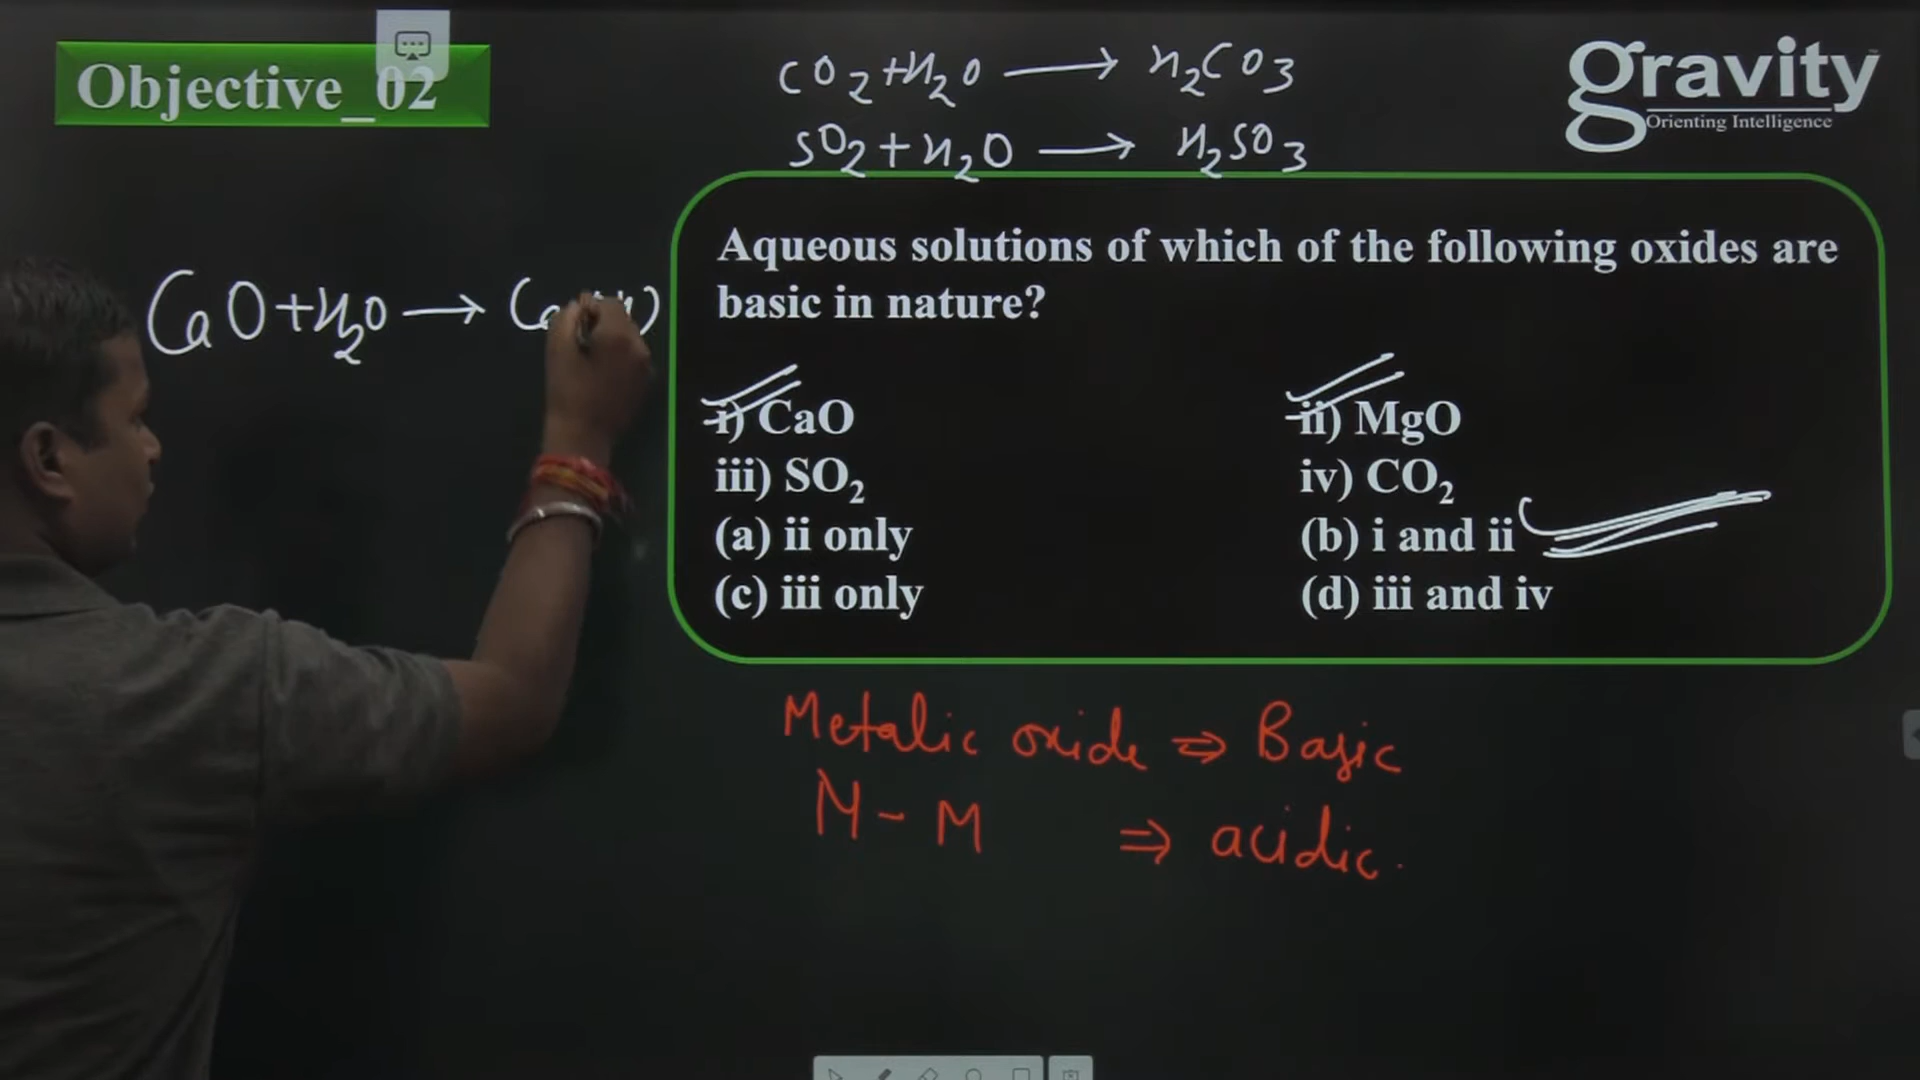 Objective_02
CO2+H2O → H2CO3
SO2+H2O → H2SO3
gravity
Orienting Intelligence
CaO+H2O →
Aqueous solutions of which of the following oxides are
basic in nature?
i) CaO ii) MgO
iii) SO2 iv) CO2
(a) ii only (b) i and ii
(c) iii only (d) iii and iv
Metalic oxide ⇒ Basic
N - M ⇒ acidic.